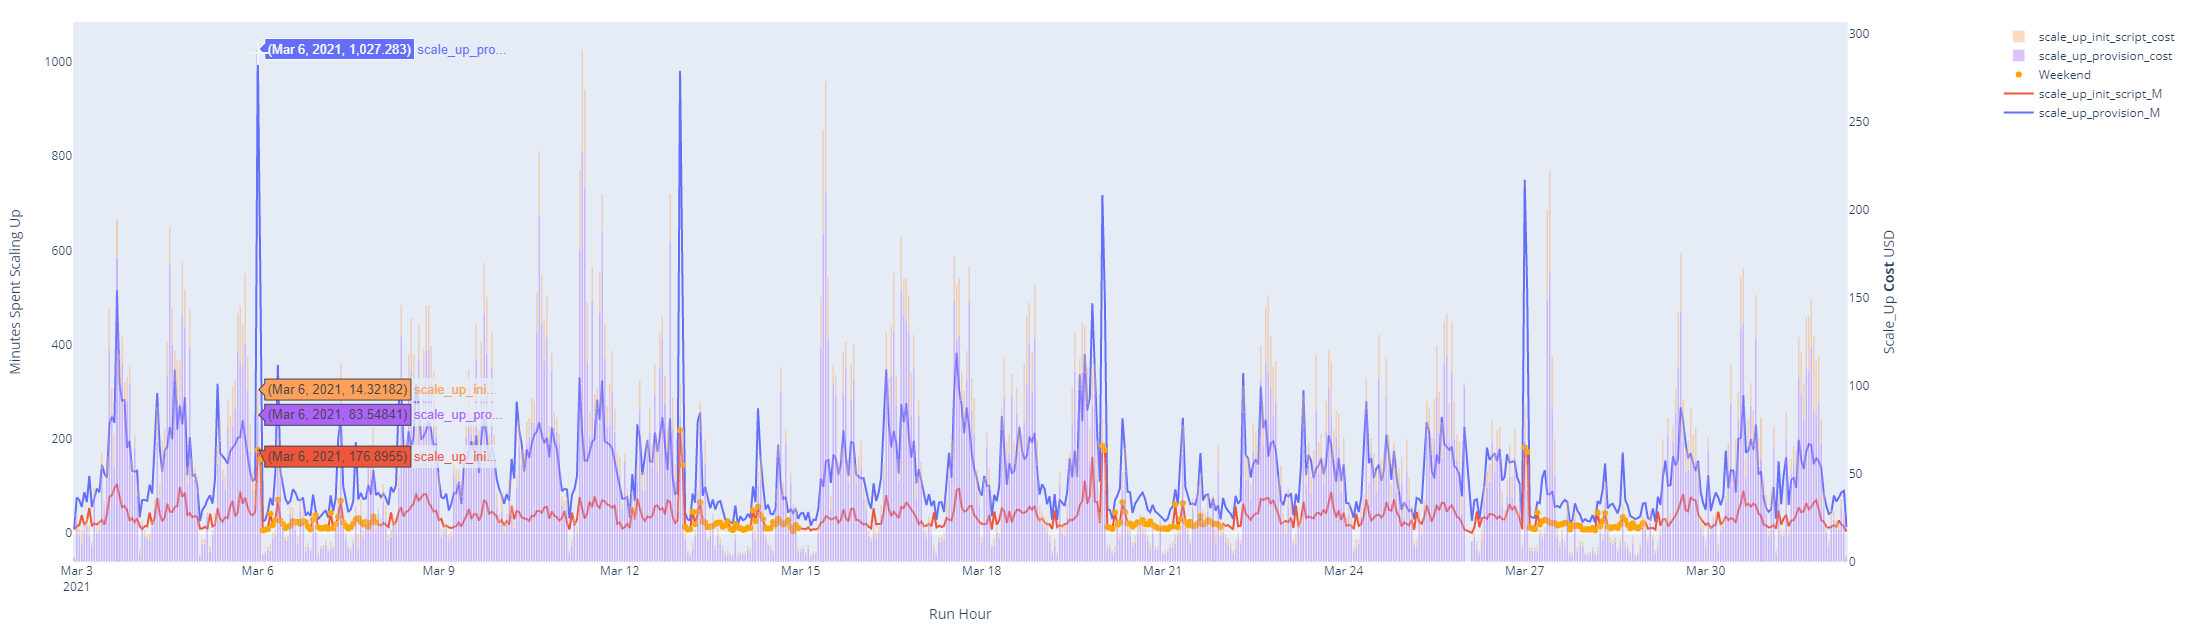 (Mar 6, 2021, 1,027.283) scale_up_pro...
(Mar 6, 2021, 14.32182) scale_up_ini...
(Mar 6, 2021, 83.54841) scale_up_pro...
(Mar 6, 2021, 176.8955) scale_up_ini...
1000
800
600
400
200
0
Minutes Spent Scaling Up
Mar 3
2021
Mar 6
Mar 9
Mar 12
Mar 15
Mar 18
Mar 21
Mar 24
Mar 27
Mar 30
Run Hour
300
250
200
150
100
50
0
Scale_Up Cost USD
scale_up_init_script_cost
scale_up_provision_cost
Weekend
scale_up_init_script_M
scale_up_provision_M